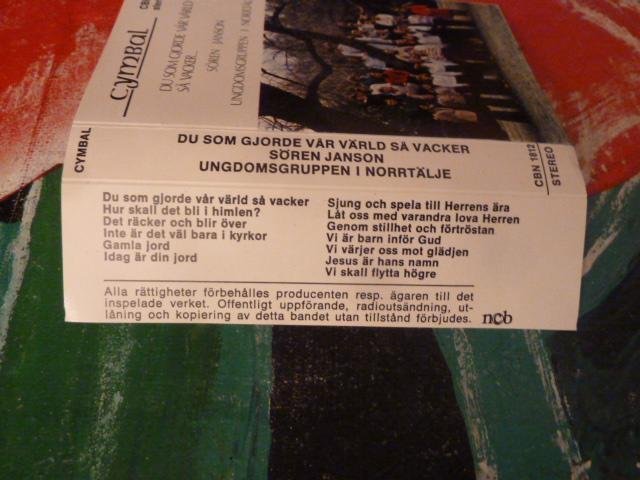 CYMBAL
CB
DU SOM GJORDE VÅR VÄRLD
SÅ VACKER...
SÖREN JANSON
UNGDOMSGRUPPEN I NORRTÄLJE
CYMBAL
DU SOM GJORDE VÅR VÄRLD SÅ VACKER
SÖREN JANSON
UNGDOMSGRUPPEN I NORRTÄLJE
CBN 1812
STEREO
Du som gjorde vår värld så vacker
Hur skall det bli i himlen?
Det räcker och blir över
Inte är det väl bara i kyrkor
Gamla jord
Idag är din jord
Sjung och spela till Herrens ära
Låt oss med varandra lova Herren
Genom stillhet och förtröstan
Vi är barn inför Gud
Vi värjer oss mot glädjen
Jesus är hans namn
Vi skall flytta högre
Alla rättigheter förbehålles producenten resp. ägaren till det
inspelade verket. Offentligt uppförande, radioutsändning, ut-
låning och kopiering av detta bandet utan tillstånd förbjudes.
ncb